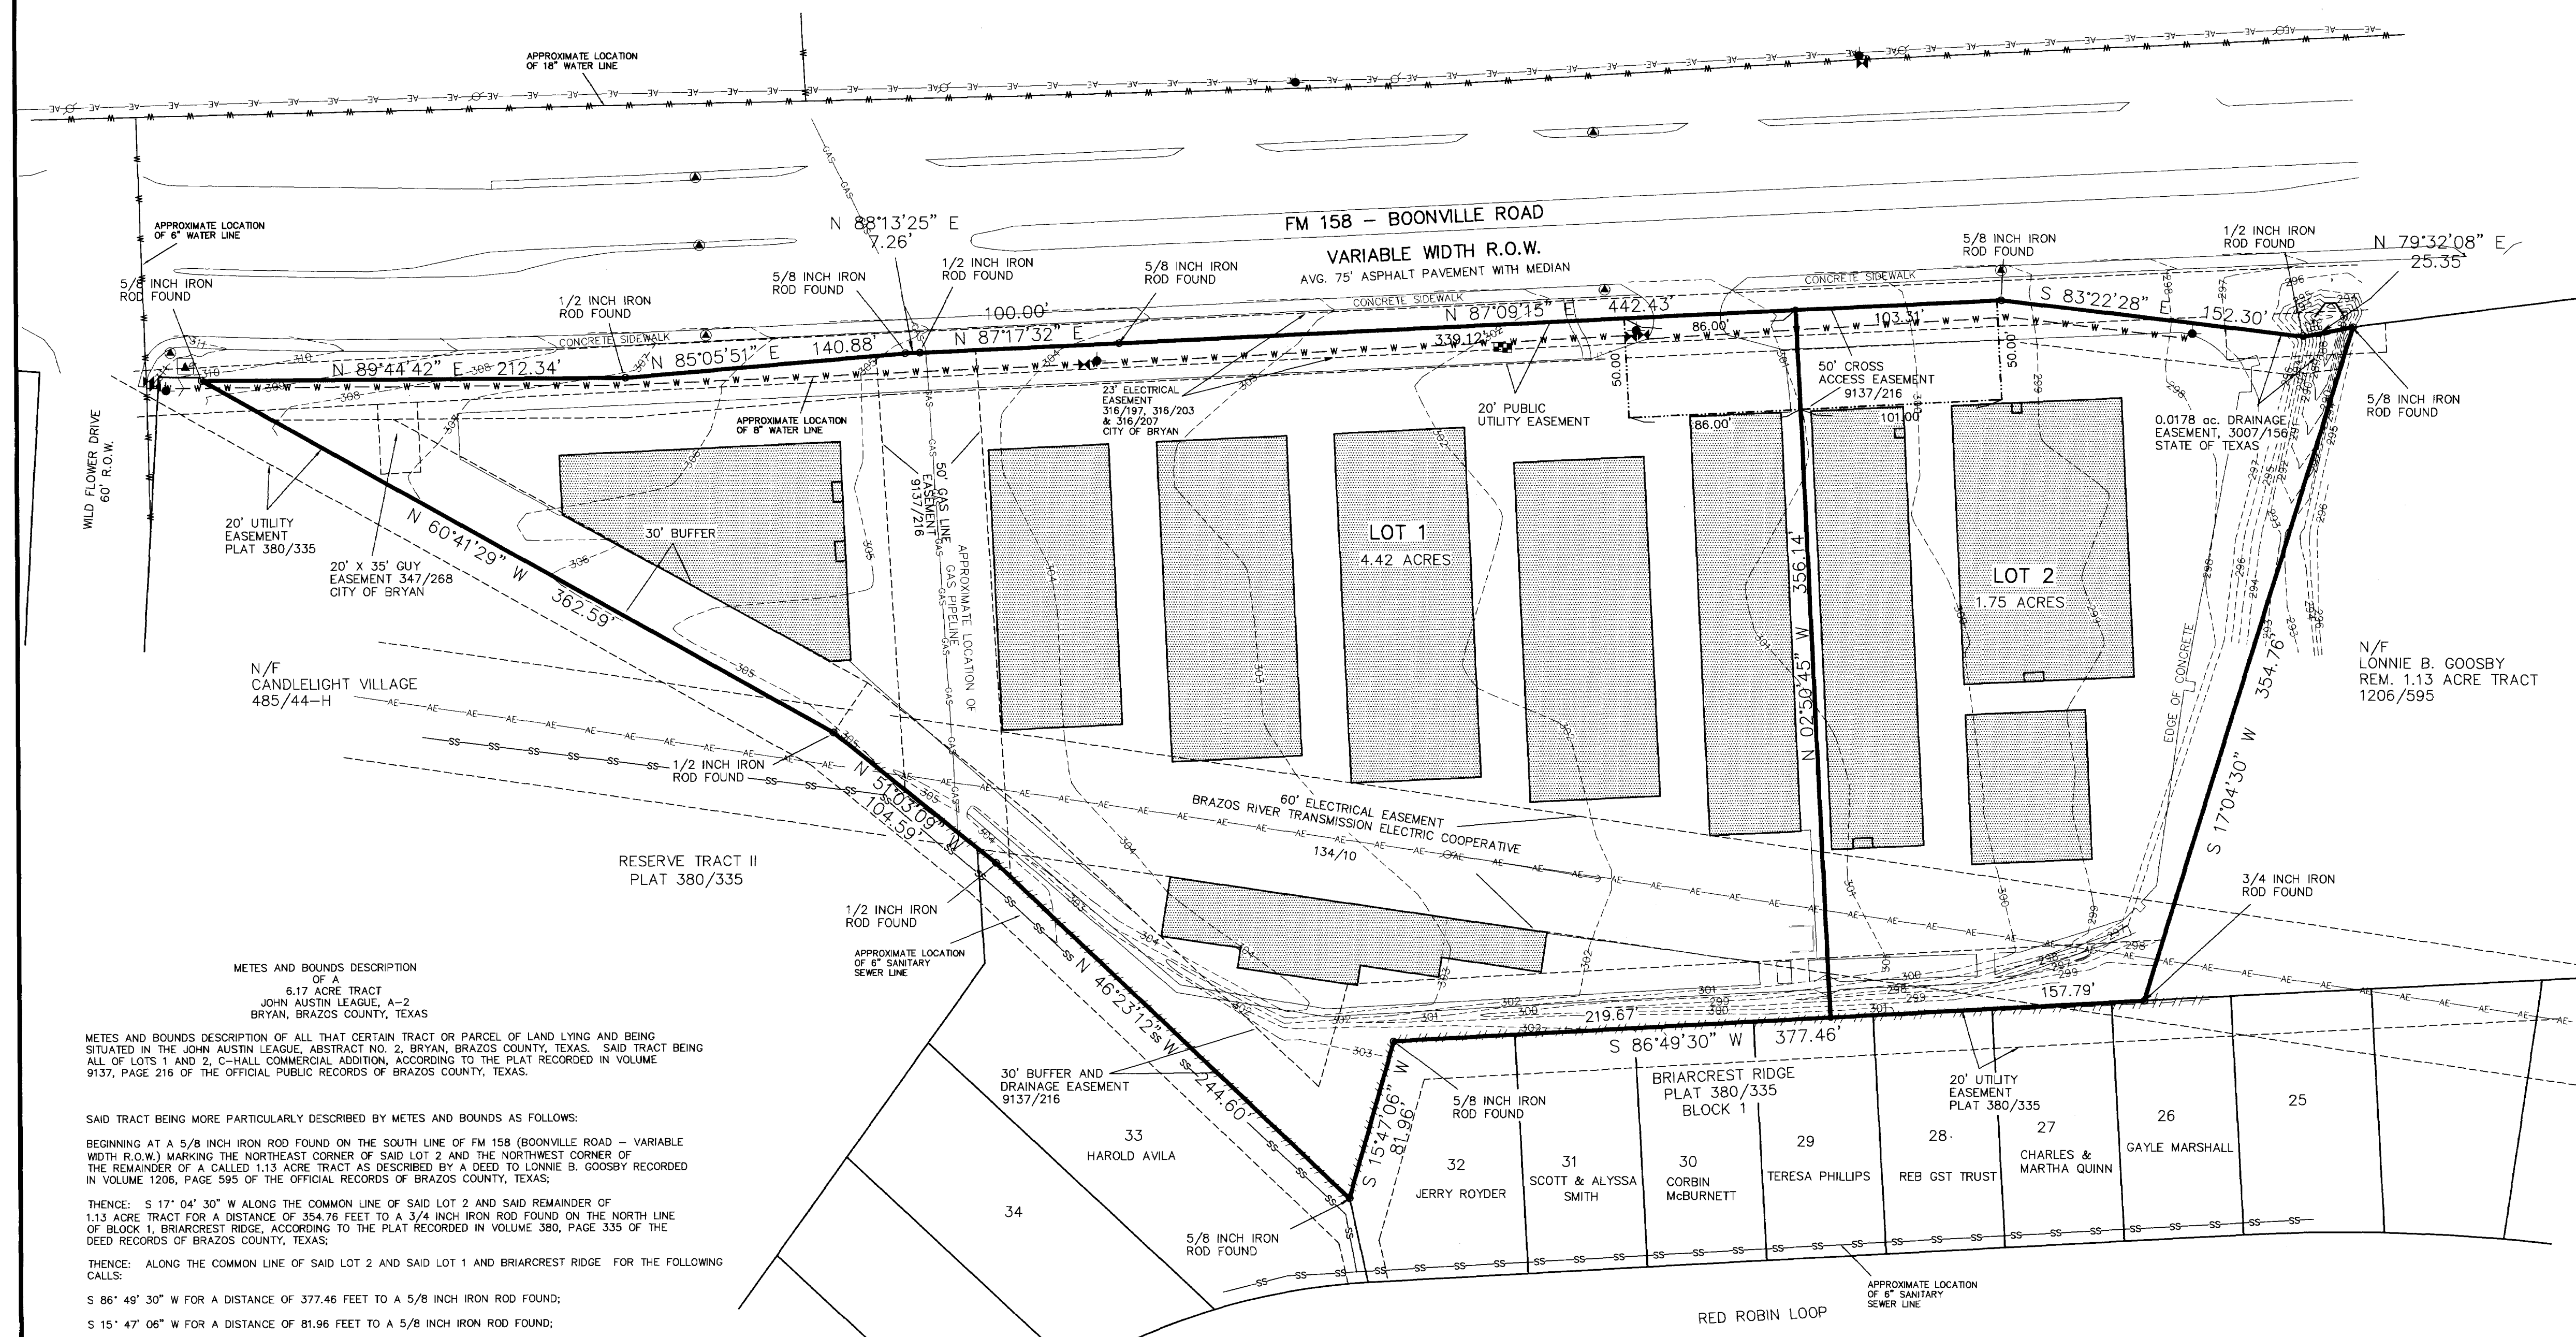 APPROXIMATE LOCATION
OF 18" WATER LINE
APPROXIMATE LOCATION
OF 6" WATER LINE
5/8 INCH IRON
ROD FOUND
1/2 INCH IRON
ROD FOUND
5/8 INCH IRON
ROD FOUND
N 88°13'25" E
7.26'
1/2 INCH IRON
ROD FOUND
5/8 INCH IRON
ROD FOUND
FM 158 - BOONVILLE ROAD
VARIABLE WIDTH R.O.W.
AVG. 75' ASPHALT PAVEMENT WITH MEDIAN
5/8 INCH IRON
ROD FOUND
1/2 INCH IRON
ROD FOUND
N 79°32'08" E
25.35'
CONCRETE SIDEWALK
CONCRETE SIDEWALK
CONCRETE SIDEWALK
N 89°44'42" E 212.34'
N 85°05'51" E 140.88'
100.00'
N 87°17'32" E
N 87°09'15" E 442.43'
339.12'
86.00'
103.31'
S 83°22'28" E 152.30'
50.00'
50.00'
86.00'
101.00'
WILD FLOWER DRIVE
60' R.O.W.
APPROXIMATE LOCATION
OF 8" WATER LINE
23' ELECTRICAL
EASEMENT
316/197, 316/203
& 316/207
CITY OF BRYAN
20' PUBLIC
UTILITY EASEMENT
50' CROSS
ACCESS EASEMENT
9137/216
0.0178 ac. DRAINAGE
EASEMENT, 3007/156
STATE OF TEXAS
5/8 INCH IRON
ROD FOUND
20' UTILITY
EASEMENT
PLAT 380/335
20' X 35' GUY
EASEMENT 347/268
CITY OF BRYAN
30' BUFFER
N 60°41'29" W
362.59'
50' GAS LINE
EASEMENT
9137/216
APPROXIMATE LOCATION OF
GAS PIPELINE
LOT 1
4.42 ACRES
N 02°50'45" W 356.14'
LOT 2
1.75 ACRES
EDGE OF CONCRETE
S 17°04'30" W 354.76'
N/F
LONNIE B. GOOSBY
REM. 1.13 ACRE TRACT
1206/595
N/F
CANDLELIGHT VILLAGE
485/44-H
1/2 INCH IRON
ROD FOUND
N 51°03'09" W
104.59'
60' ELECTRICAL EASEMENT
BRAZOS RIVER TRANSMISSION ELECTRIC COOPERATIVE
134/10
RESERVE TRACT II
PLAT 380/335
1/2 INCH IRON
ROD FOUND
APPROXIMATE LOCATION
OF 6" SANITARY
SEWER LINE
3/4 INCH IRON
ROD FOUND
N 46°23'12" W
244.60'
219.67'
157.79'
S 86°49'30" W 377.46'
30' BUFFER AND
DRAINAGE EASEMENT
9137/216
S 15°47'06" W
81.96'
5/8 INCH IRON
ROD FOUND
BRIARCREST RIDGE
PLAT 380/335
BLOCK 1
20' UTILITY
EASEMENT
PLAT 380/335
34
33
HAROLD AVILA
32
JERRY ROYDER
31
SCOTT & ALYSSA
SMITH
30
CORBIN
McBURNETT
29
TERESA PHILLIPS
28
REB GST TRUST
27
CHARLES &
MARTHA QUINN
26
GAYLE MARSHALL
25
5/8 INCH IRON
ROD FOUND
APPROXIMATE LOCATION
OF 6" SANITARY
SEWER LINE
RED ROBIN LOOP
METES AND BOUNDS DESCRIPTION
OF A
6.17 ACRE TRACT
JOHN AUSTIN LEAGUE, A-2
BRYAN, BRAZOS COUNTY, TEXAS
METES AND BOUNDS DESCRIPTION OF ALL THAT CERTAIN TRACT OR PARCEL OF LAND LYING AND BEING
SITUATED IN THE JOHN AUSTIN LEAGUE, ABSTRACT NO. 2, BRYAN, BRAZOS COUNTY, TEXAS. SAID TRACT BEING
ALL OF LOTS 1 AND 2, C-HALL COMMERCIAL ADDITION, ACCORDING TO THE PLAT RECORDED IN VOLUME
9137, PAGE 216 OF THE OFFICIAL PUBLIC RECORDS OF BRAZOS COUNTY, TEXAS.
SAID TRACT BEING MORE PARTICULARLY DESCRIBED BY METES AND BOUNDS AS FOLLOWS:
BEGINNING AT A 5/8 INCH IRON ROD FOUND ON THE SOUTH LINE OF FM 158 (BOONVILLE ROAD - VARIABLE
WIDTH R.O.W.) MARKING THE NORTHEAST CORNER OF SAID LOT 2 AND THE NORTHWEST CORNER OF
THE REMAINDER OF A CALLED 1.13 ACRE TRACT AS DESCRIBED BY A DEED TO LONNIE B. GOOSBY RECORDED
IN VOLUME 1206, PAGE 595 OF THE OFFICIAL RECORDS OF BRAZOS COUNTY, TEXAS;
THENCE: S 17° 04' 30" W ALONG THE COMMON LINE OF SAID LOT 2 AND SAID REMAINDER OF
1.13 ACRE TRACT FOR A DISTANCE OF 354.76 FEET TO A 3/4 INCH IRON ROD FOUND ON THE NORTH LINE
OF BLOCK 1, BRIARCREST RIDGE, ACCORDING TO THE PLAT RECORDED IN VOLUME 380, PAGE 335 OF THE
DEED RECORDS OF BRAZOS COUNTY, TEXAS;
THENCE: ALONG THE COMMON LINE OF SAID LOT 2 AND SAID LOT 1 AND BRIARCREST RIDGE FOR THE FOLLOWING
CALLS:
S 86° 49' 30" W FOR A DISTANCE OF 377.46 FEET TO A 5/8 INCH IRON ROD FOUND;
S 15° 47' 06" W FOR A DISTANCE OF 81.96 FEET TO A 5/8 INCH IRON ROD FOUND;